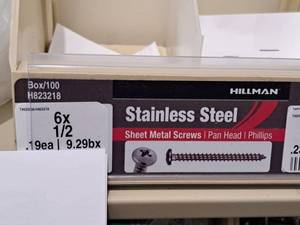 Box/100
H823218
HILLMAN
6x
1/2
.19ea | 9.29bx
Stainless Steel
Sheet Metal Screws | Pan Head | Phillips